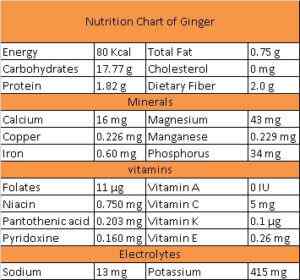 Nutrition Chart of Ginger
Energy 80 Kcal Total Fat 0.75 g
Carbohydrates 17.77 g Cholesterol 0 mg
Protein 1.82 g Dietary Fiber 2.0 g
Minerals
Calcium 16 mg Magnesium 43 mg
Copper 0.226 mg Manganese 0.229 mg
Iron 0.60 mg Phosphorus 34 mg
vitamins
Folates 11 µg Vitamin A 0 IU
Niacin 0.750 mg Vitamin C 5 mg
Pantothenic acid 0.203 mg Vitamin K 0.1 µg
Pyridoxine 0.160 mg Vitamin E 0.26 mg
Electrolytes
Sodium 13 mg Potassium 415 mg